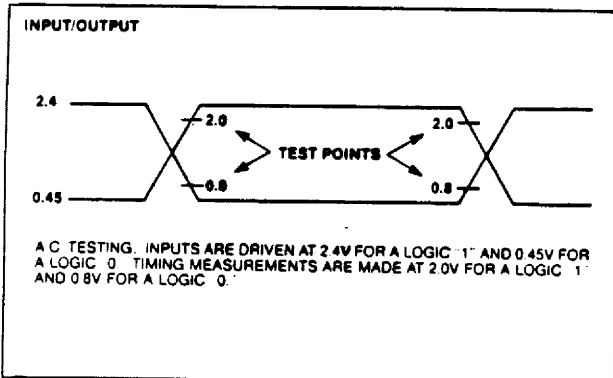 INPUT/OUTPUT
2.4
2.0
2.0
TEST POINTS
0.8
0.8
0.45
A C TESTING. INPUTS ARE DRIVEN AT 2.4V FOR A LOGIC "1" AND 0.45V FOR
A LOGIC 0. TIMING MEASUREMENTS ARE MADE AT 2.0V FOR A LOGIC 1"
AND 0.8V FOR A LOGIC 0.